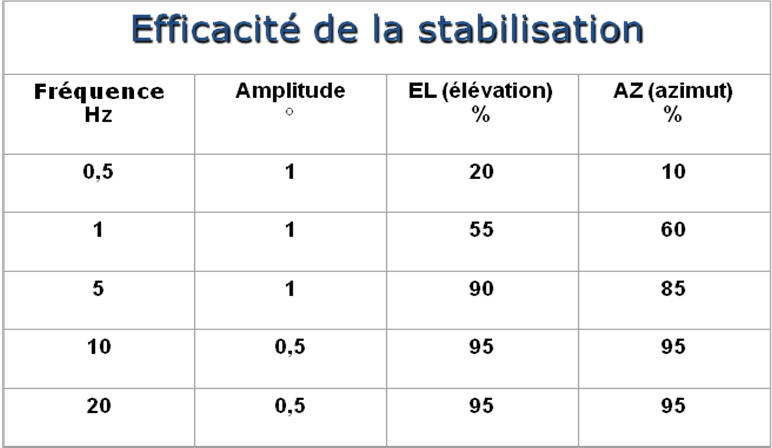 Efficacité de la stabilisation
Fréquence Hz | Amplitude ° | EL (élévation) % | AZ (azimut) %
0,5 | 1 | 20 | 10
1 | 1 | 55 | 60
5 | 1 | 90 | 85
10 | 0,5 | 95 | 95
20 | 0,5 | 95 | 95